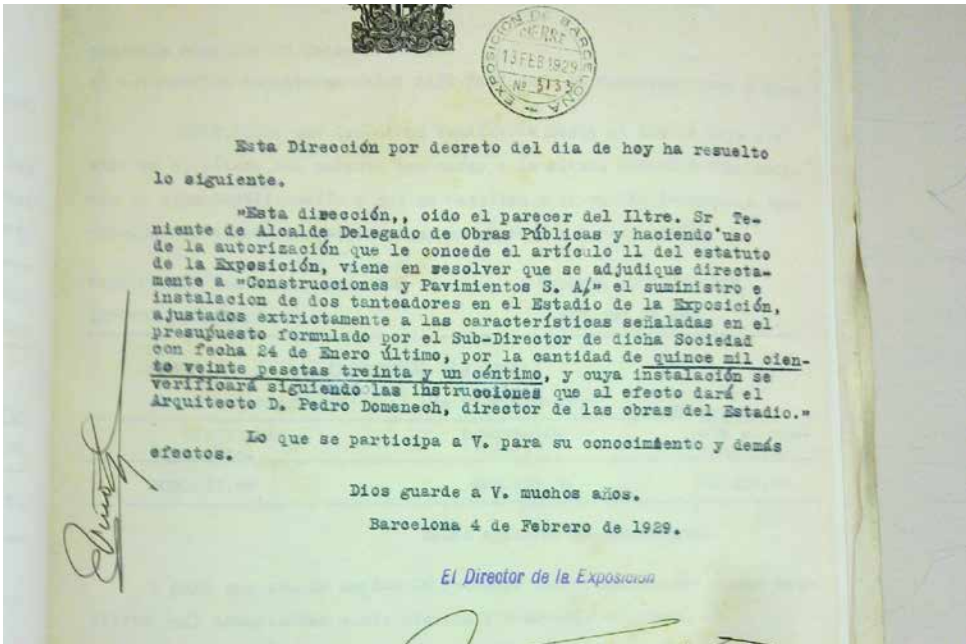 EXPOSICIÓN DE BARCELONA
CIERRE
13 FEB 1929
Nº 5133
Esta Dirección por decreto del dia de hoy ha resuelto
lo siguiente.
"Esta dirección,, oido el parecer del Iltre. Sr Te-
niente de Alcalde Delegado de Obras Públicas y haciendo uso
de la autorización que le concede el artículo 11 del estatuto
de la Exposición, viene en resolver que se adjudique directa-
mente a "Construcciones y Pavimientos S. A/" el suministro e
instalacion de dos tanteadores en el Estadio de la Exposición,
ajustados extrictamente a las características señaladas en el
presupuesto formulado por el Sub-Director de dicha Sociedad
con fecha 24 de Enero último, por la cantidad de quince mil cien-
to veinte pesetas treinta y un céntimo, y cuya instalación se
verificará siguiendo las instrucciones que al efecto dará el
Arquitecto D. Pedro Domenech, director de las obras del Estadio."
Lo que se participa a V. para su conocimiento y demás
efectos.
Dios guarde a V. muchos años.
Barcelona 4 de Febrero de 1929.
El Director de la Exposición